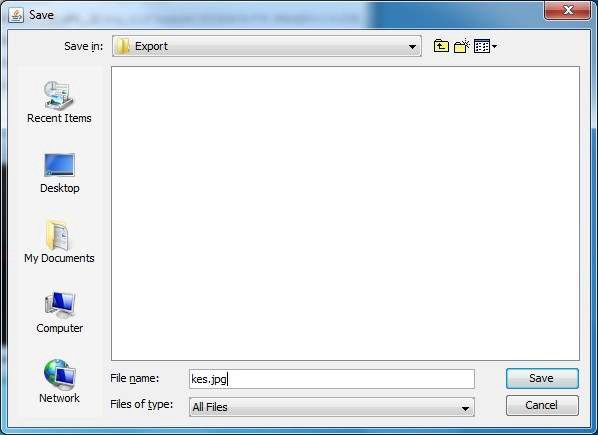 Save
Save in: Export
Recent Items
Desktop
My Documents
Computer
Network
File name: kes.jpg Save
Files of type: All Files Cancel